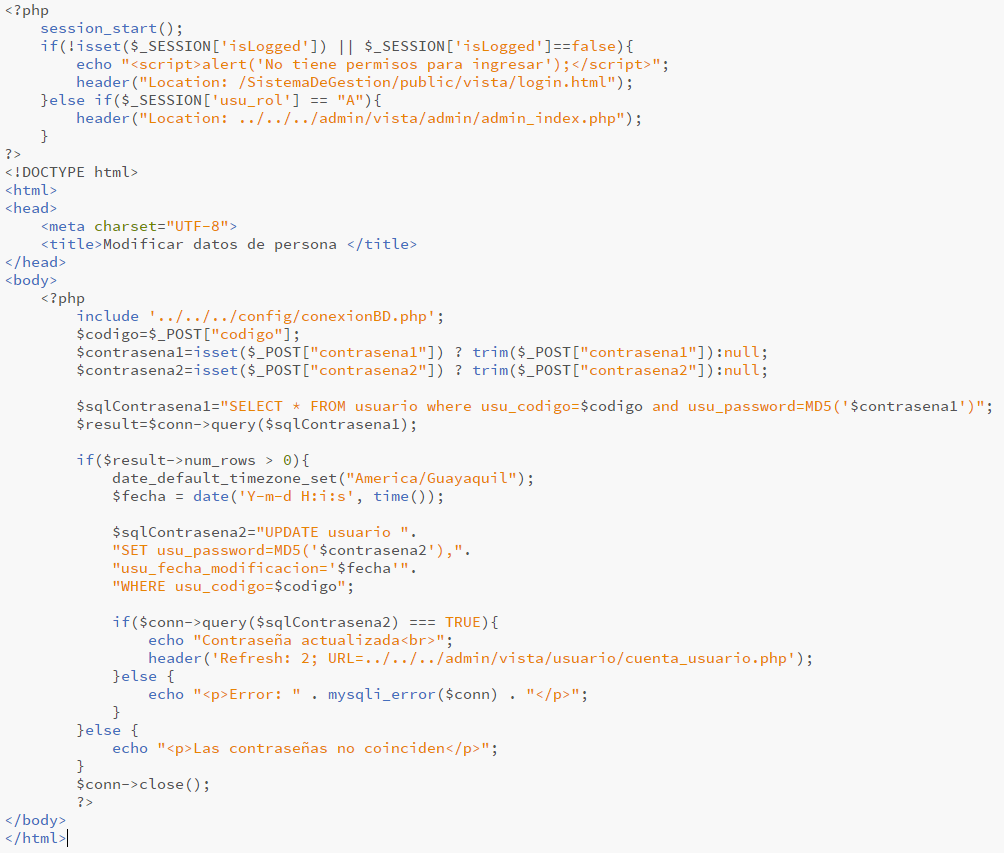 <?php
    session_start();
    if(!isset($_SESSION['isLogged']) || $_SESSION['isLogged']==false){
        echo "<script>alert('No tiene permisos para ingresar');</script>";
        header("Location: /SistemaDeGestion/public/vista/login.html");
    }else if($_SESSION['usu_rol'] == "A"){
        header("Location: ../../../admin/vista/admin/admin_index.php");
    }
?>
<!DOCTYPE html>
<html>
<head>
    <meta charset="UTF-8">
    <title>Modificar datos de persona </title>
</head>
<body>
    <?php
        include '../../../config/conexionBD.php';
        $codigo=$_POST["codigo"];
        $contrasena1=isset($_POST["contrasena1"]) ? trim($_POST["contrasena1"]):null;
        $contrasena2=isset($_POST["contrasena2"]) ? trim($_POST["contrasena2"]):null;

        $sqlContrasena1="SELECT * FROM usuario where usu_codigo=$codigo and usu_password=MD5('$contrasena1')";
        $result=$conn->query($sqlContrasena1);

        if($result->num_rows > 0){
            date_default_timezone_set("America/Guayaquil");
            $fecha = date('Y-m-d H:i:s', time());

            $sqlContrasena2="UPDATE usuario ".
            "SET usu_password=MD5('$contrasena2'),".
            "usu_fecha_modificacion='$fecha'".
            "WHERE usu_codigo=$codigo";

            if($conn->query($sqlContrasena2) === TRUE){
                echo "Contraseña actualizada<br>";
                header('Refresh: 2; URL=../../../admin/vista/usuario/cuenta_usuario.php');
            }else {
                echo "<p>Error: " . mysqli_error($conn) . "</p>";
            }
        }else {
            echo "<p>Las contraseñas no coinciden</p>";
        }
        $conn->close();
        ?>
</body>
</html>